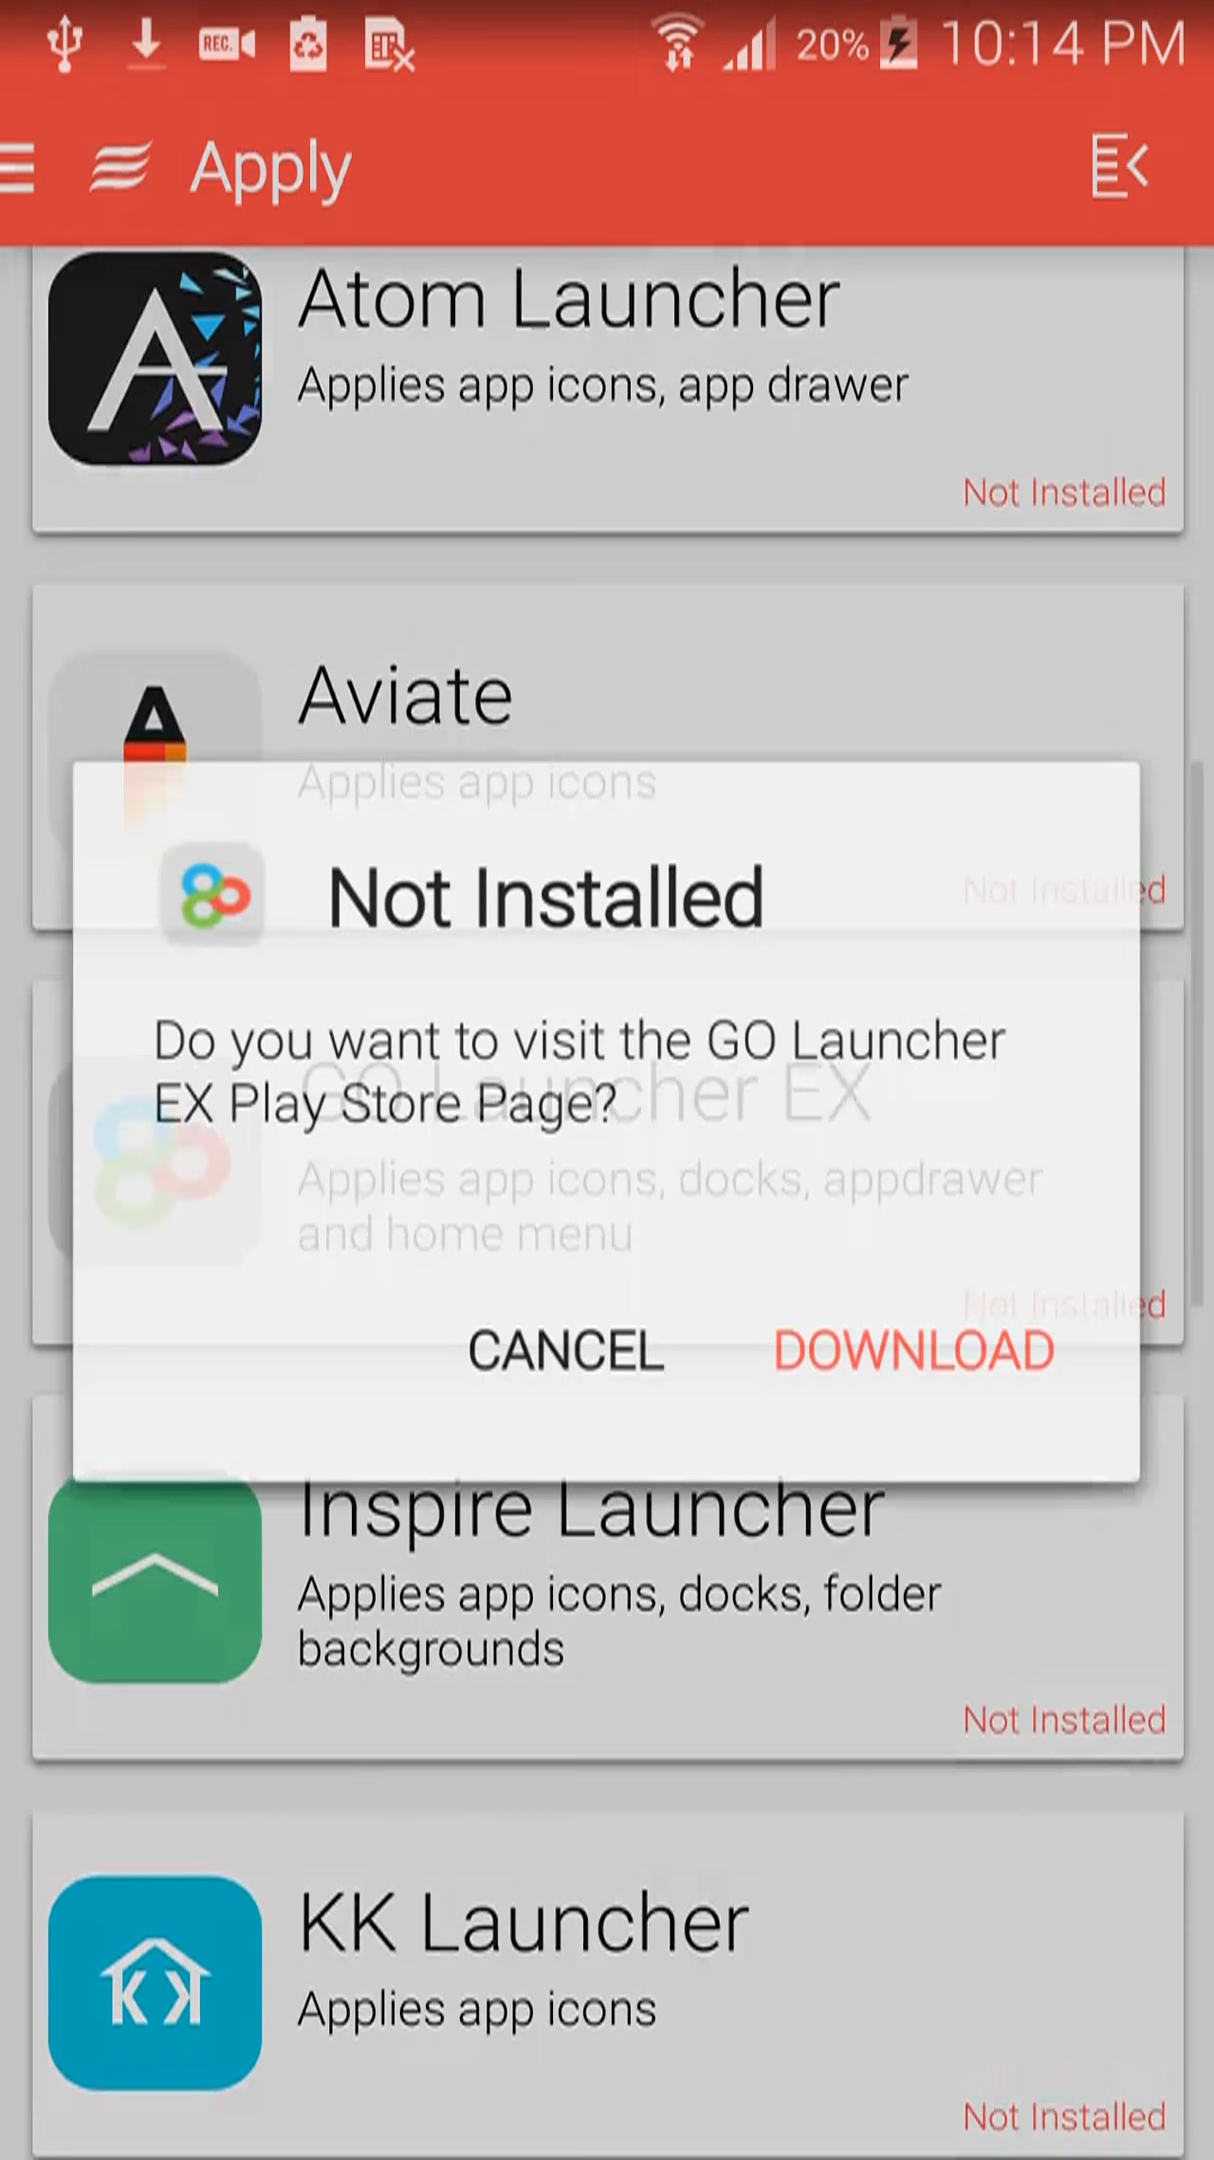 REC. 20% 10:14 PM
Apply
Atom Launcher
Applies app icons, app drawer
Not Installed
Aviate
Applies app icons
Not Installed
Not Installed
Do you want to visit the GO Launcher
EX Play Store Page?
GO Launcher EX
Applies app icons, docks, appdrawer
and home menu
Not Installed
CANCEL DOWNLOAD
Inspire Launcher
Applies app icons, docks, folder
backgrounds
Not Installed
KK Launcher
Applies app icons
Not Installed